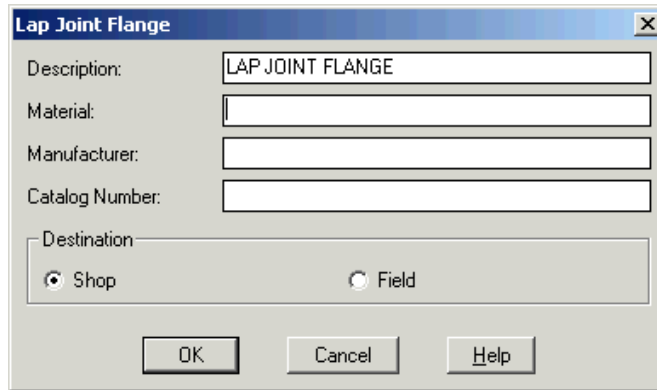 Lap Joint Flange
Description: LAP JOINT FLANGE
Material:
Manufacturer:
Catalog Number:
Destination
Shop Field
OK Cancel Help